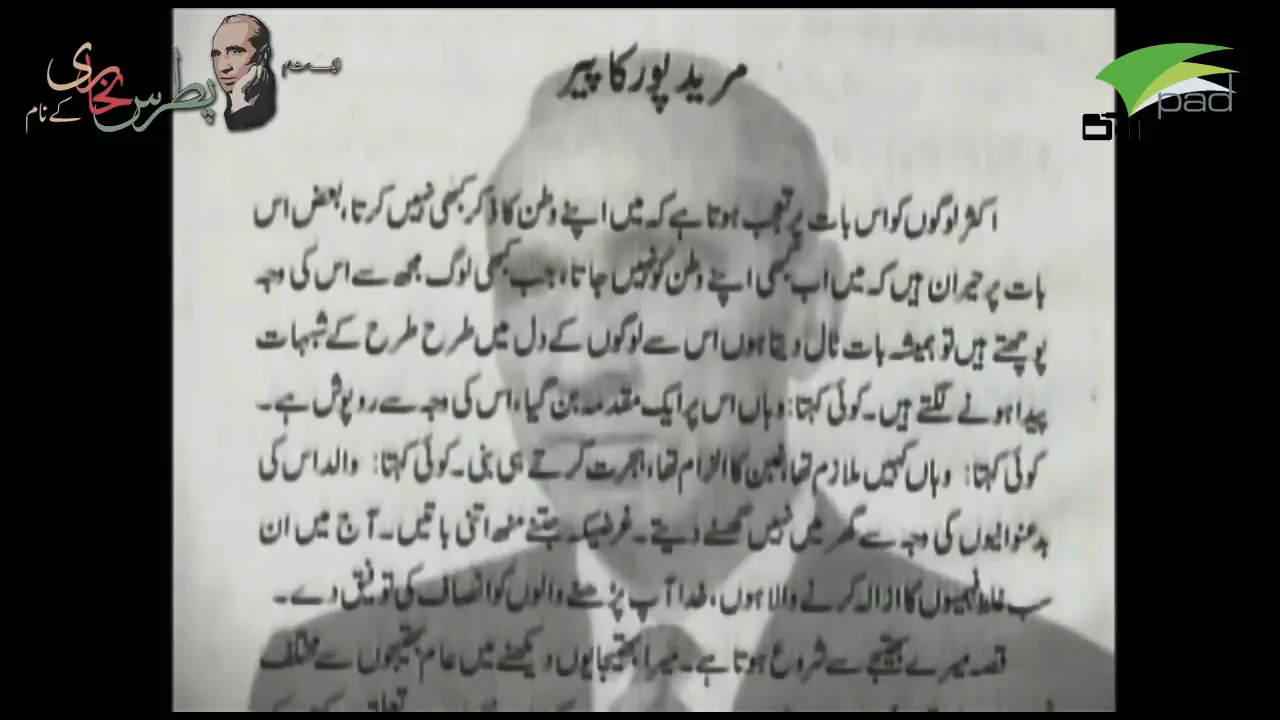 ایک شام
پطرس بخاری
کے نام
pad
مرید پور کا پیر
اکثر لوگوں کو اس بات پر تعجب ہوتا ہے کہ میں اپنے وطن کا ذکر کبھی نہیں کرتا، بعض اس
بات پر حیران ہیں کہ میں اب کبھی اپنے وطن کو نہیں جاتا، جب کبھی لوگ مجھ سے اس کی وجہ
پوچھتے ہیں تو ہمیشہ بات ٹال دیتا ہوں اس سے لوگوں کے دل میں طرح طرح کے شبہات
پیدا ہونے لگتے ہیں۔ کوئی کہتا: وہاں اس پر ایک مقدمہ بن گیا، اس کی وجہ سے روپوش ہے۔
کوئی کہتا: وہاں کہیں ملازم تھا، غبن کا الزام تھا، ہجرت کرتے ہی بنی۔ کوئی کہتا: والد اس کی
بدعنوانیوں کی وجہ سے گھر میں نہیں گھسنے دیتے۔ غرضیکہ جتنے منھ اتنی باتیں۔ آج میں ان
سب غلط فہمیوں کا ازالہ کرنے والا ہوں، خدا آپ پڑھنے والوں کو انصاف کی توفیق دے۔
قصہ میرے بھتیجے سے شروع ہوتا ہے۔ میرا بھتیجا یوں دیکھنے میں عام بھتیجوں سے مختلف